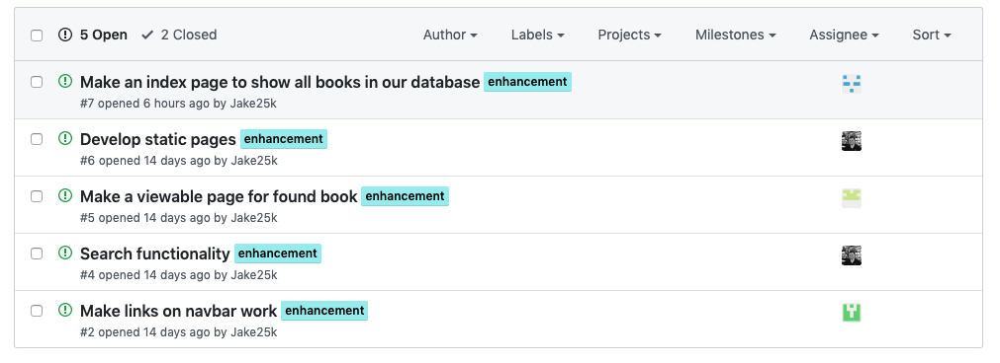 5 Open 2 Closed Author Labels Projects Milestones Assignee Sort
Make an index page to show all books in our database enhancement
#7 opened 6 hours ago by Jake25k
Develop static pages enhancement
#6 opened 14 days ago by Jake25k
Make a viewable page for found book enhancement
#5 opened 14 days ago by Jake25k
Search functionality enhancement
#4 opened 14 days ago by Jake25k
Make links on navbar work enhancement
#2 opened 14 days ago by Jake25k